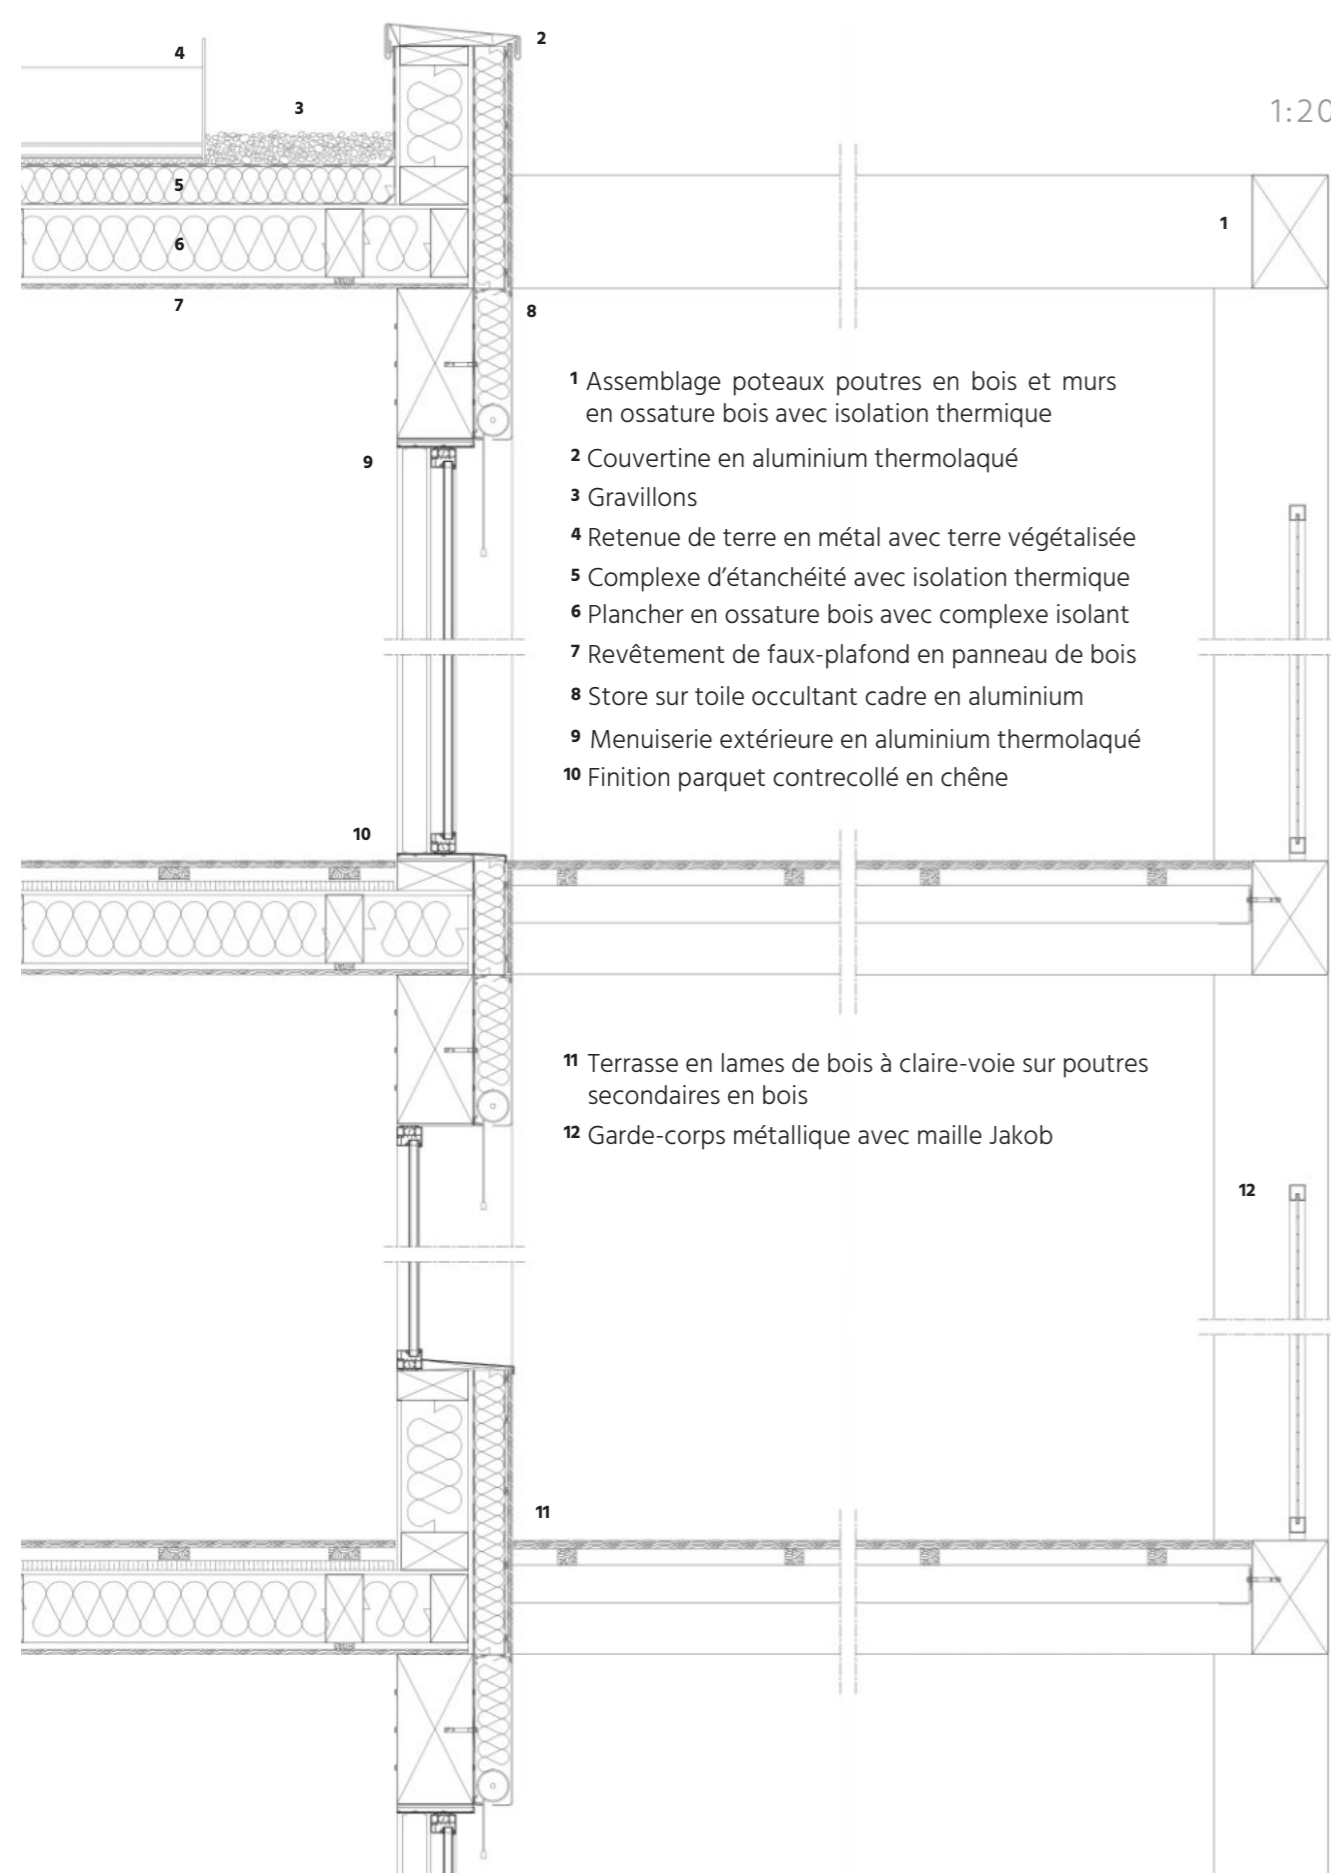 2
4
1:20
3
5
1
6
7
8
1 Assemblage poteaux poutres en bois et murs
en ossature bois avec isolation thermique
2 Couvertine en aluminium thermolaqué
9
3 Gravillons
4 Retenue de terre en métal avec terre végétalisée
5 Complexe d’étanchéité avec isolation thermique
6 Plancher en ossature bois avec complexe isolant
7 Revêtement de faux-plafond en panneau de bois
8 Store sur toile occultant cadre en aluminium
9 Menuiserie extérieure en aluminium thermolaqué
10 Finition parquet contrecollé en chêne
10
11 Terrasse en lames de bois à claire-voie sur poutres
secondaires en bois
12 Garde-corps métallique avec maille Jakob
12
11